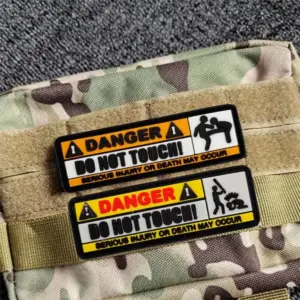 DANGER
DO NOT TOUCH!
SERIOUS INJURY OR DEATH MAY OCCUR
DANGER
DO NOT TOUCH!
SERIOUS INJURY OR DEATH MAY OCCUR